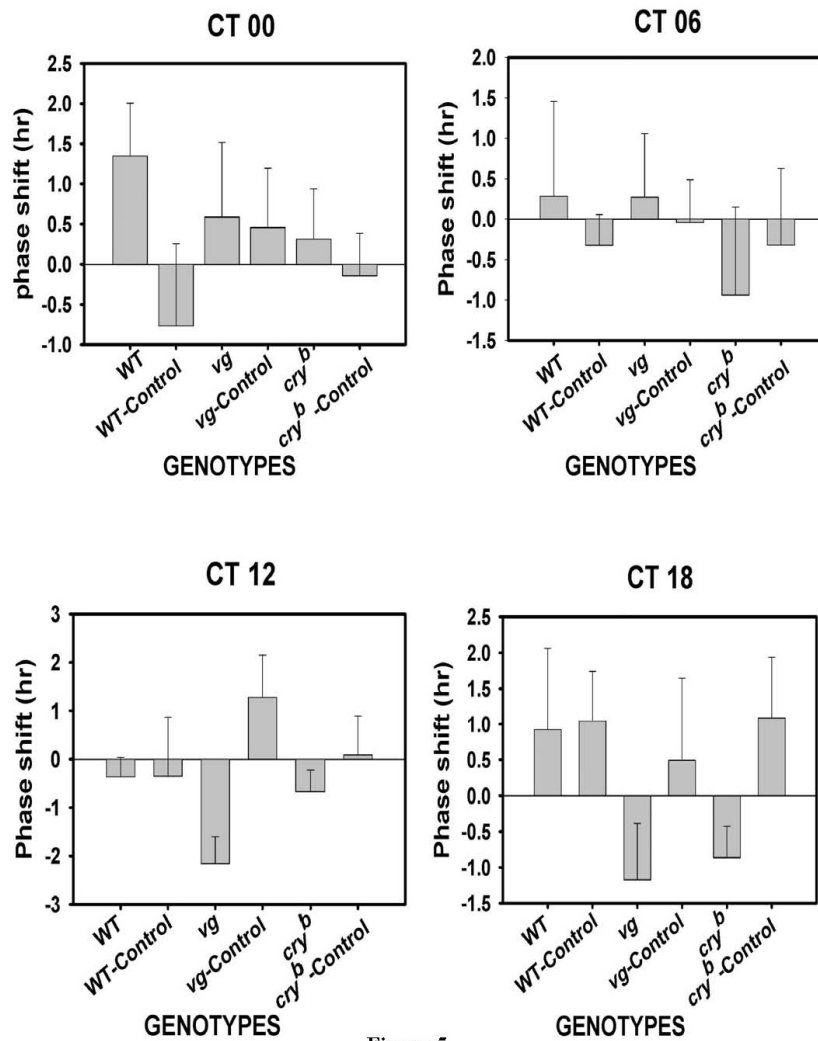 CT 00
phase shift (hr)
2.5
2.0
1.5
1.0
0.5
0.0
-0.5
-1.0
WT
WT-Control
vg
vg-Control
cry^b
cry^b-Control
GENOTYPES
CT 06
Phase shift (hr)
2.0
1.5
1.0
0.5
0.0
-0.5
-1.0
-1.5
WT
WT-Control
vg
vg-Control
cry^b
cry^b-Control
GENOTYPES
CT 12
Phase shift (hr)
3
2
1
0
-1
-2
-3
WT
WT-Control
vg
vg-Control
cry^b
cry^b-Control
GENOTYPES
CT 18
Phase shift (hr)
2.5
2.0
1.5
1.0
0.5
0.0
-0.5
-1.0
-1.5
WT
WT-Control
vg
vg-Control
cry^b
cry^b-Control
GENOTYPES